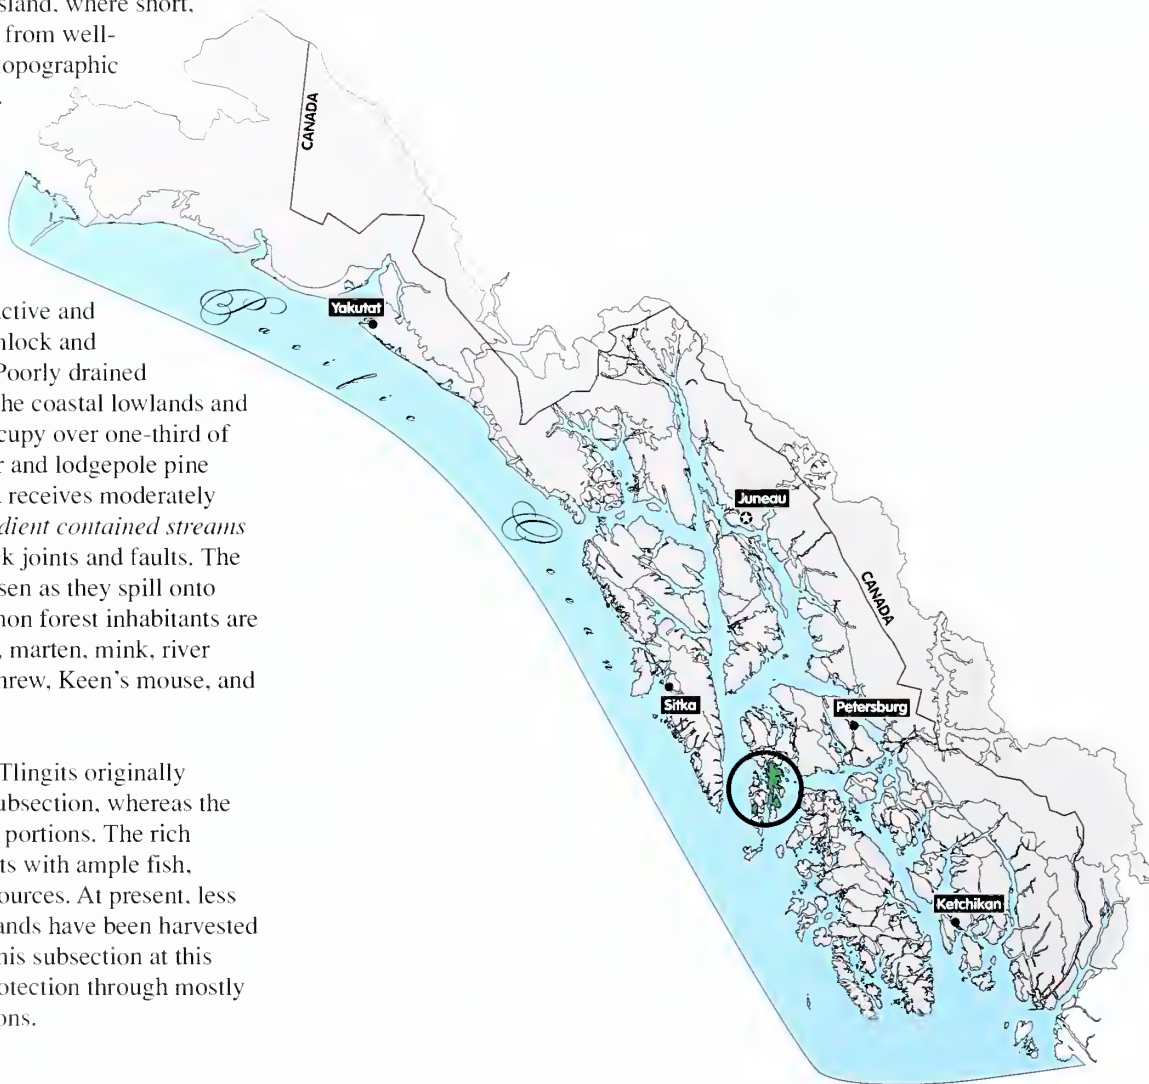 sland, where short,
from well-
opographic
.
ctive and
nlock and
Poorly drained
he coastal lowlands and
cupy over one-third of
r and lodgepole pine
receives moderately
dient contained streams
k joints and faults. The
sen as they spill onto
non forest inhabitants are
, marten, mink, river
hrew, Keen's mouse, and
Tlingits originally
ubsection, whereas the
portions. The rich
ts with ample fish,
ources. At present, less
ands have been harvested
his subsection at this
otection through mostly
ons.
CANADA
Yakutat
Pacific
Ocean
Juneau
CANADA
Sitka
Petersburg
Ketchikan